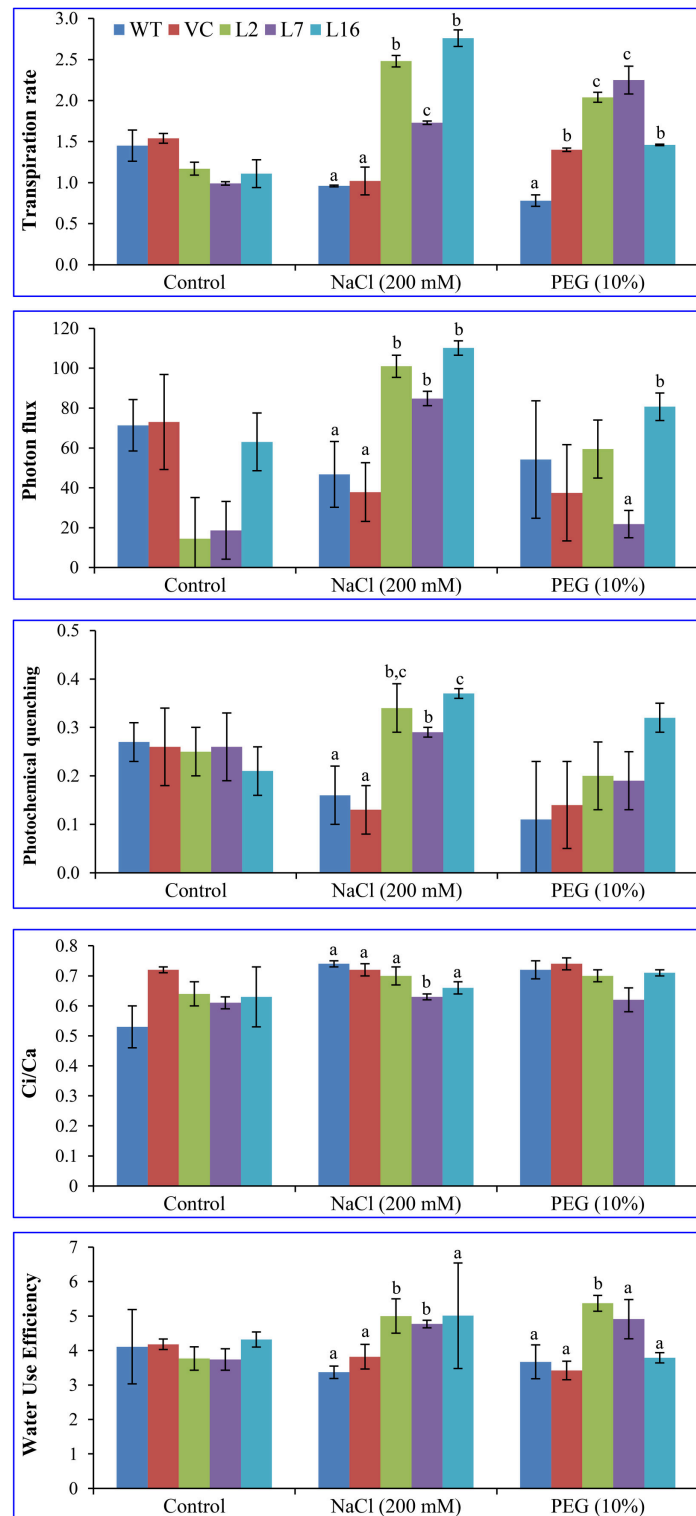 Transpiration rate
3.0
2.5
2.0
1.5
1.0
0.5
0.0
WT VC L2 L7 L16
a a b c b
a b c c b
Control NaCl (200 mM) PEG (10%)
Photon flux
120
100
80
60
40
20
0
a a b b b
a b
Control NaCl (200 mM) PEG (10%)
Photochemical quenching
0.5
0.4
0.3
0.2
0.1
0.0
a a b,c b c
Control NaCl (200 mM) PEG (10%)
Ci/Ca
0.8
0.7
0.6
0.5
0.4
0.3
0.2
0.1
0
a a a b a
Control NaCl (200 mM) PEG (10%)
Water Use Efficiency
7
6
5
4
3
2
1
0
a a b b a
a a b a a
Control NaCl (200 mM) PEG (10%)